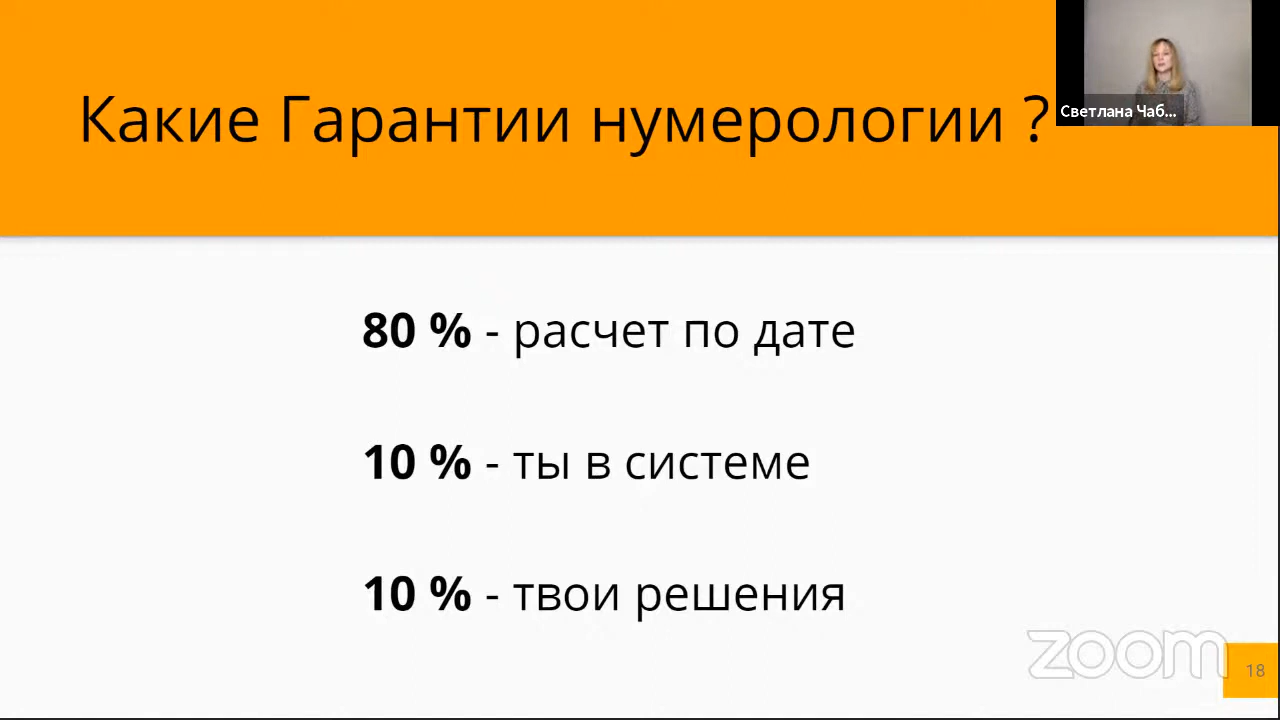 Какие Гарантии нумерологии ?
Светлана Чаб...
80 % - расчет по дате
10 % - ты в системе
10 % - твои решения
zoom
18